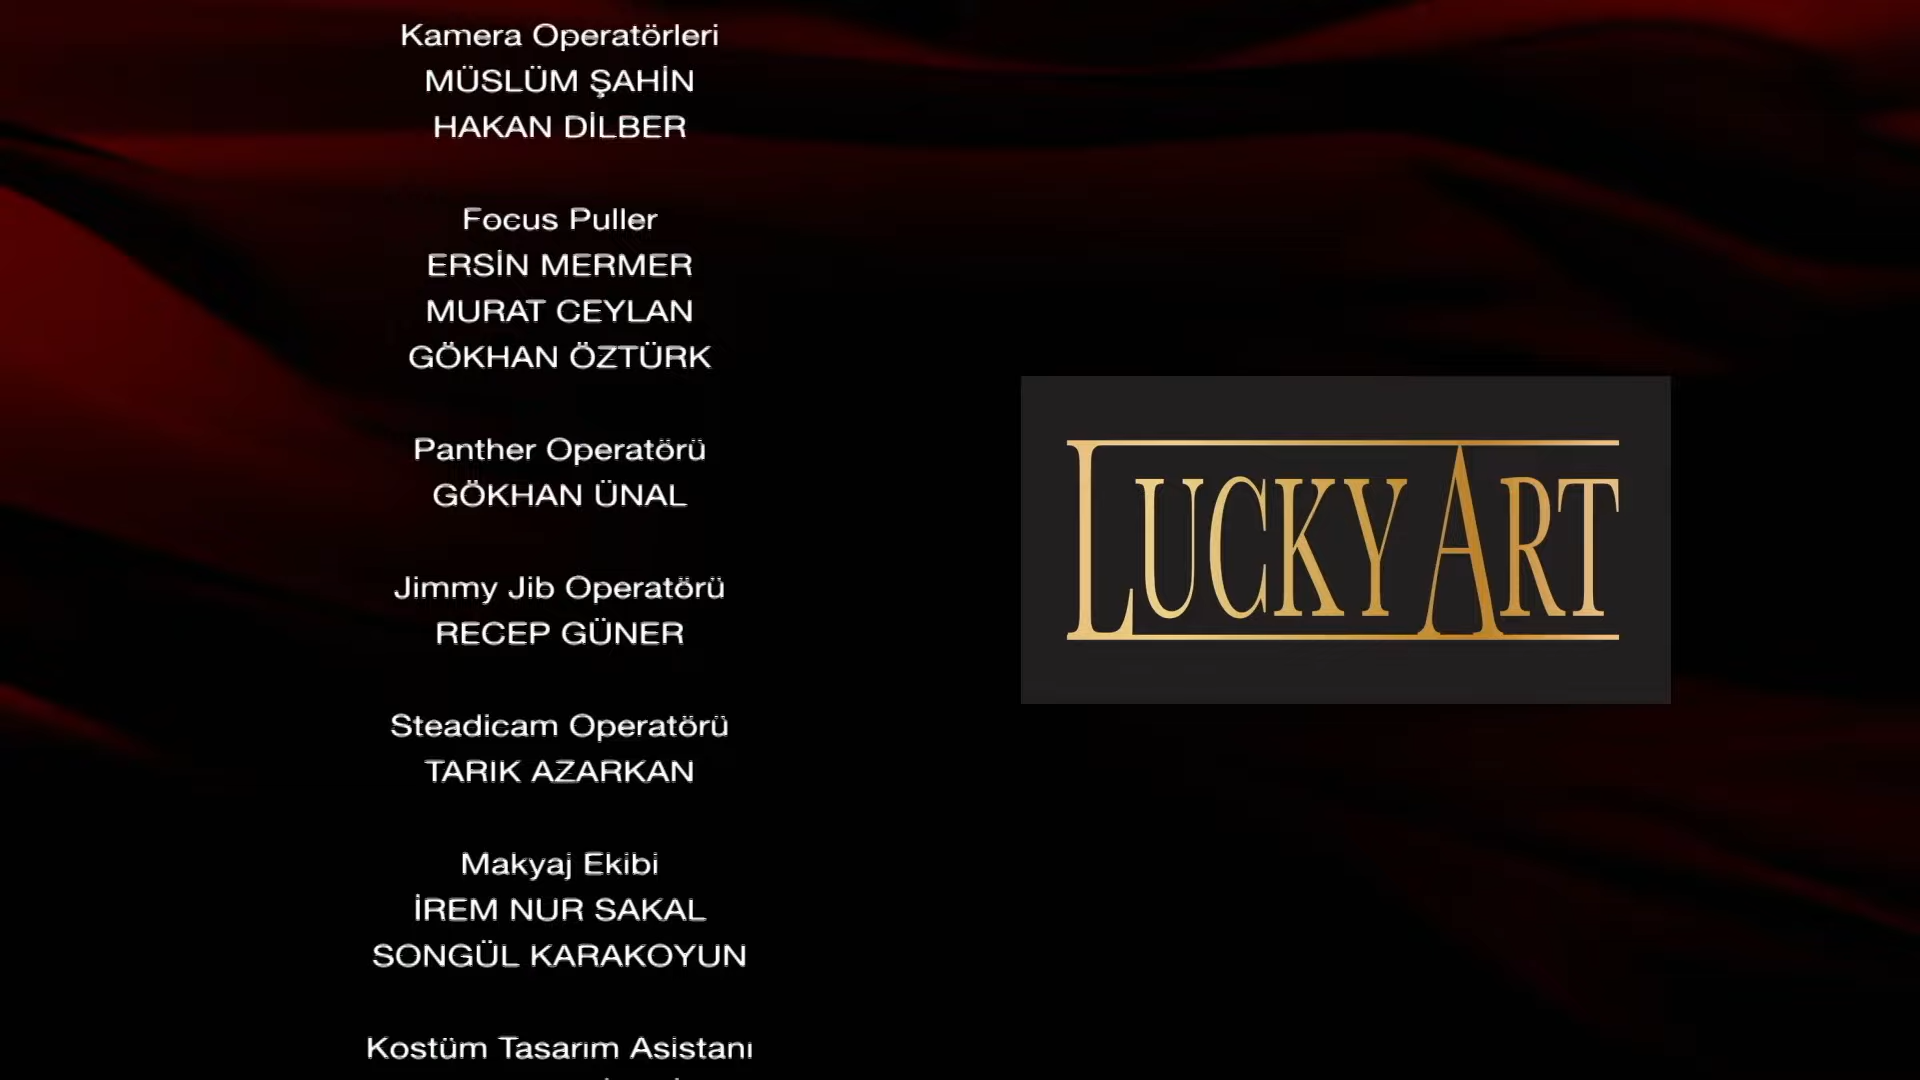 Kamera Operatörleri
MÜSLÜM ŞAHİN
HAKAN DİLBER
Focus Puller
ERSİN MERMER
MURAT CEYLAN
GÖKHAN ÖZTÜRK
Panther Operatörü
GÖKHAN ÜNAL
Jimmy Jib Operatörü
RECEP GÜNER
Steadicam Operatörü
TARIK AZARKAN
Makyaj Ekibi
İREM NUR SAKAL
SONGÜL KARAKOYUN
Kostüm Tasarım Asistanı
LUCKY ART